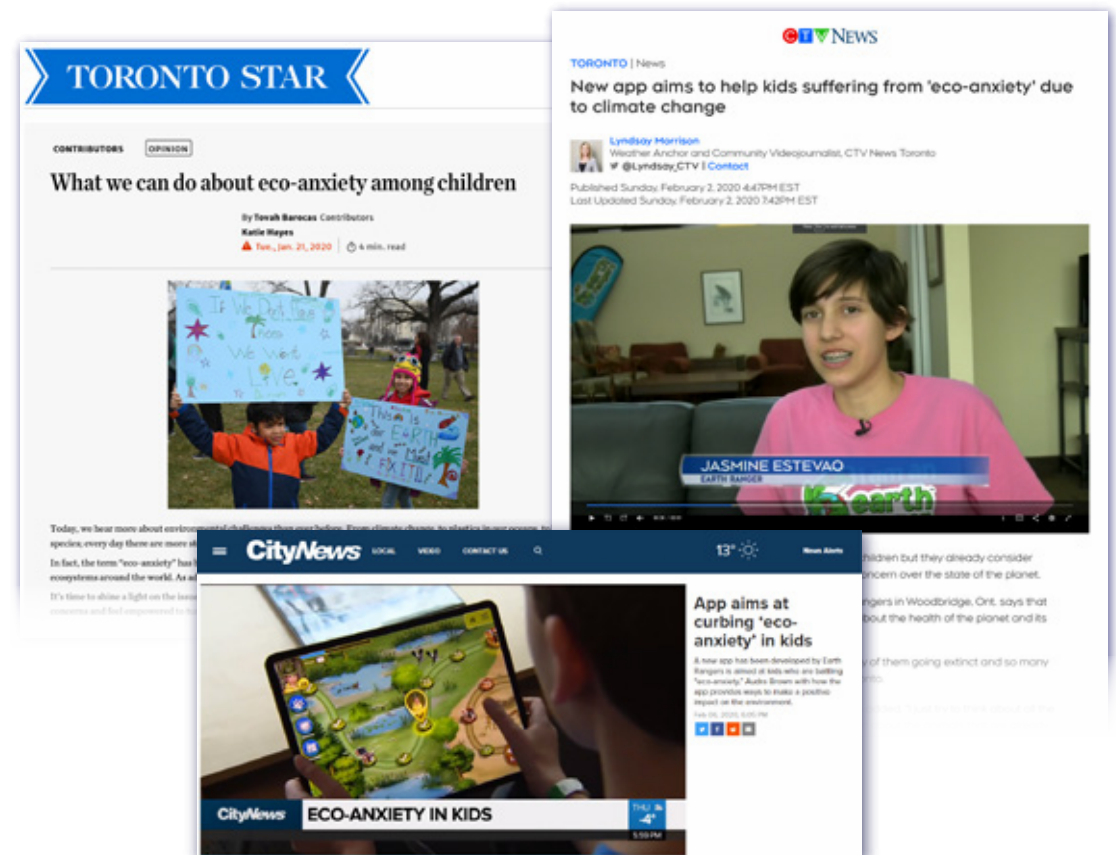 TORONTO STAR
CONTRIBUTORS OPINION
What we can do about eco-anxiety among children
By Tovah Barocas Contributors
Katie Hayes
Tue., Jan. 21, 2020 4 min. read
If We Don't Have
Trees
We Won't
LIVE
This is
our EARTH
and we Must
FIX IT!
Today, we hear more about environmental challenges than ever before. From climate change, to plastics in our oceans, to
species, every day there are more
In fact, the term "eco-anxiety" has
ecosystems around the world. As
It's time to shine a light on the
concerns and feel empowered to
CTV NEWS
TORONTO | News
New app aims to help kids suffering from 'eco-anxiety' due
to climate change
Lyndsay Morrison
Weather Anchor and Community Videojournalist, CTV News Toronto
@Lyndsay_CTV | Contact
Published Sunday, February 2, 2020 4:47PM EST
Last Updated Sunday, February 2, 2020 7:42PM EST
JASMINE ESTEVAO
EARTH RANGER
earth
children but they already consider
concern over the state of the planet.
ngers in Woodbridge, Ont. says that
bout the health of the planet and its
y of them going extinct and so many
CityNews LOCAL VIDEO CONTACT US 13° News Alerts
App aims at
curbing 'eco-
anxiety' in kids
A new app has been developed by Earth
Rangers is aimed at kids who are battling
"eco-anxiety." Audra Brown with how the
app provides ways to make a positive
impact on the environment.
Feb 06, 2020, 6:05 PM
CityNews ECO-ANXIETY IN KIDS
THU
-4°
5:59 PM